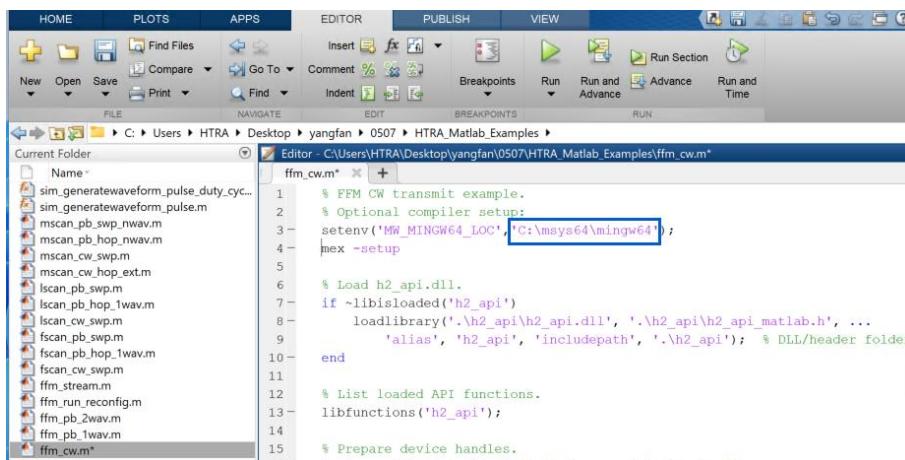 HOME PLOTS APPS EDITOR PUBLISH VIEW
Find Files Insert fx
Compare Go To Comment % Run Section
New Open Save Print Find Indent Breakpoints Run Run and Advance Advance Run and Time
FILE NAVIGATE EDIT BREAKPOINTS RUN
C: Users HTRA Desktop yangfan 0507 HTRA_Matlab_Examples
Current Folder
Name
sim_generatewaveform_pulse_duty_cyc...
sim_generatewaveform_pulse.m
mscan_pb_swp_nwav.m
mscan_pb_hop_nwav.m
mscan_cw_swp.m
mscan_cw_hop_ext.m
lscan_pb_swp.m
lscan_pb_hop_1wav.m
lscan_cw_swp.m
fscan_pb_swp.m
fscan_pb_hop_1wav.m
fscan_cw_swp.m
ffm_stream.m
ffm_run_reconfig.m
ffm_pb_2wav.m
ffm_pb_1wav.m
ffm_cw.m*
Editor - C:\Users\HTRA\Desktop\yangfan\0507\HTRA_Matlab_Examples\ffm_cw.m*
ffm_cw.m* +
1 % FFM CW transmit example.
2 % Optional compiler setup:
3 – setenv('MW_MINGW64_LOC','C:\msys64\mingw64');
4 – mex -setup
5
6 % Load h2_api.dll.
7 – if ~libisloaded('h2_api')
8 – loadlibrary('.\h2_api\h2_api.dll', '.\h2_api\h2_api_matlab.h', ...
9 'alias', 'h2_api', 'includepath', '.\h2_api'); % DLL/header folde
10 – end
11
12 % List loaded API functions.
13 – libfunctions('h2_api');
14
15 % Prepare device handles.